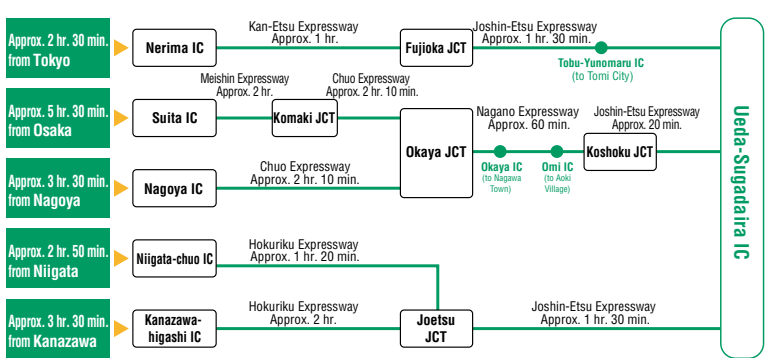 Approx. 2 hr. 30 min.
from Tokyo
Nerima IC
Kan-Etsu Expressway
Approx. 1 hr.
Fujioka JCT
Joshin-Etsu Expressway
Approx. 1 hr. 30 min.
Tobu-Yunomaru IC
(to Tomi City)
Approx. 5 hr. 30 min.
from Osaka
Suita IC
Meishin Expressway
Approx. 2 hr.
Komaki JCT
Chuo Expressway
Approx. 2 hr. 10 min.
Okaya JCT
Nagano Expressway
Approx. 60 min.
Okaya IC
(to Nagawa
Town)
Omi IC
(to Aoki
Village)
Joshin-Etsu Expressway
Approx. 20 min.
Koshoku JCT
Approx. 3 hr. 30 min.
from Nagoya
Nagoya IC
Chuo Expressway
Approx. 2 hr. 10 min.
Approx. 2 hr. 50 min.
from Niigata
Niigata-chuo IC
Hokuriku Expressway
Approx. 1 hr. 20 min.
Approx. 3 hr. 30 min.
from Kanazawa
Kanazawa-
higashi IC
Hokuriku Expressway
Approx. 2 hr.
Joetsu
JCT
Joshin-Etsu Expressway
Approx. 1 hr. 30 min.
Ueda-Sugadaira IC